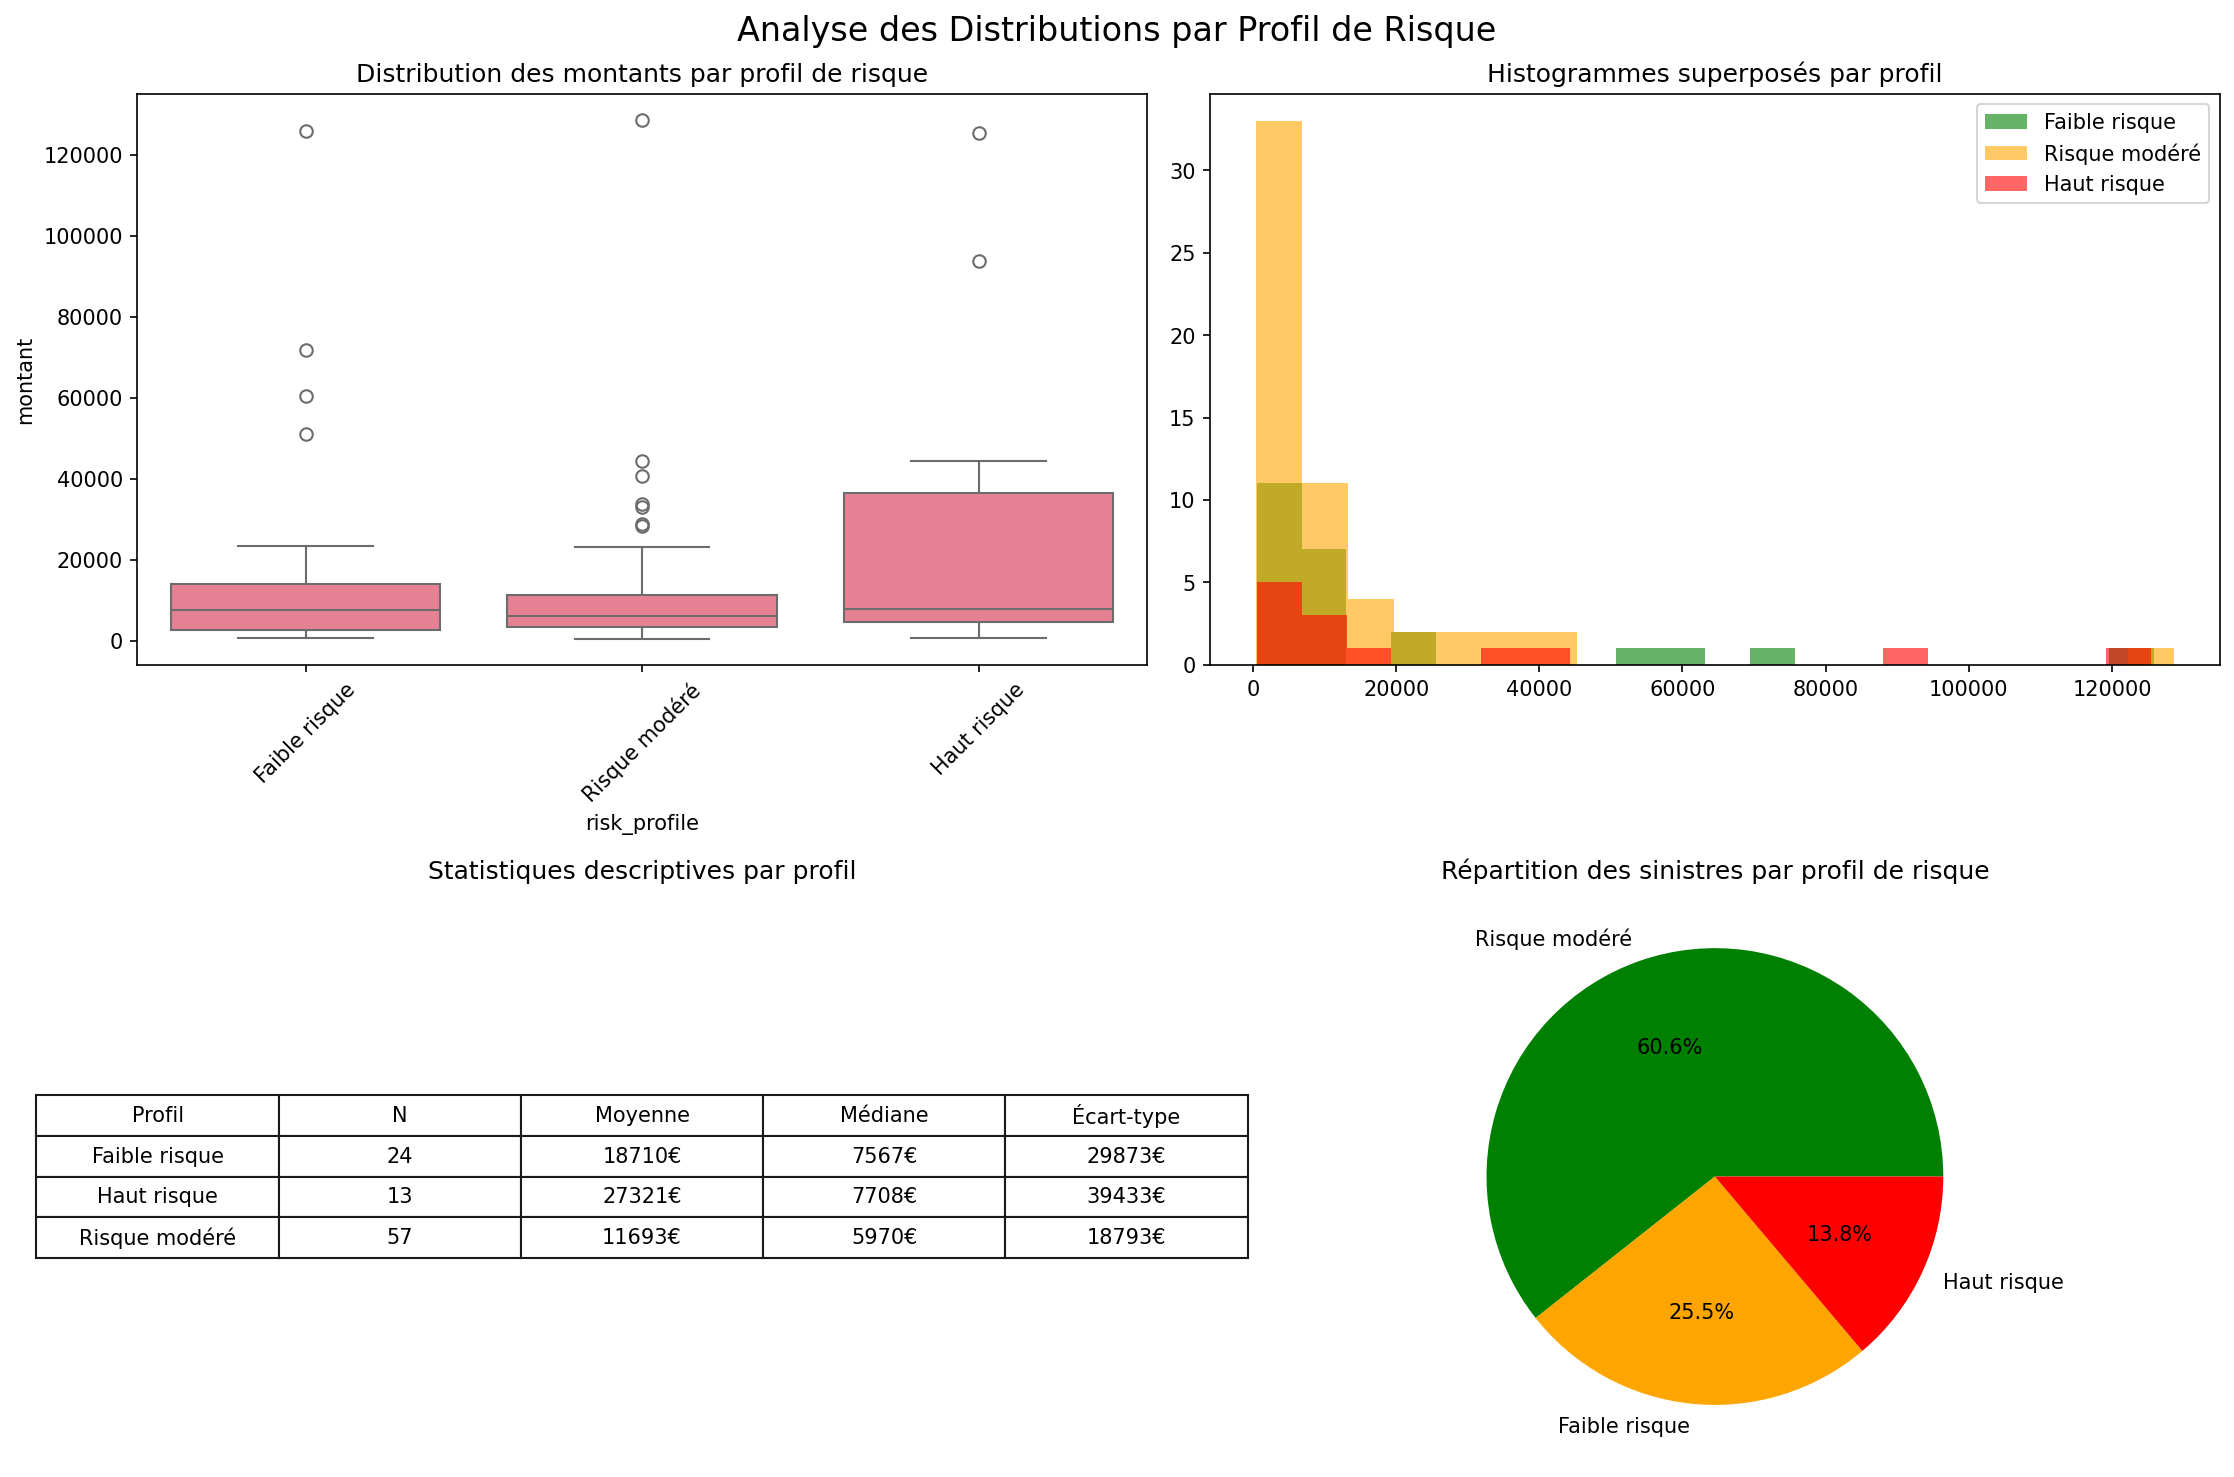 Analyse des Distributions par Profil de Risque
Distribution des montants par profil de risque
montant
120000
100000
80000
60000
40000
20000
0
Faible risque
Risque modéré
Haut risque
risk_profile
Histogrammes superposés par profil
Faible risque
Risque modéré
Haut risque
30
25
20
15
10
5
0
0 20000 40000 60000 80000 100000 120000
Statistiques descriptives par profil
Profil N Moyenne Médiane Écart-type
Faible risque 24 18710€ 7567€ 29873€
Haut risque 13 27321€ 7708€ 39433€
Risque modéré 57 11693€ 5970€ 18793€
Répartition des sinistres par profil de risque
Risque modéré
60.6%
13.8%
Haut risque
25.5%
Faible risque